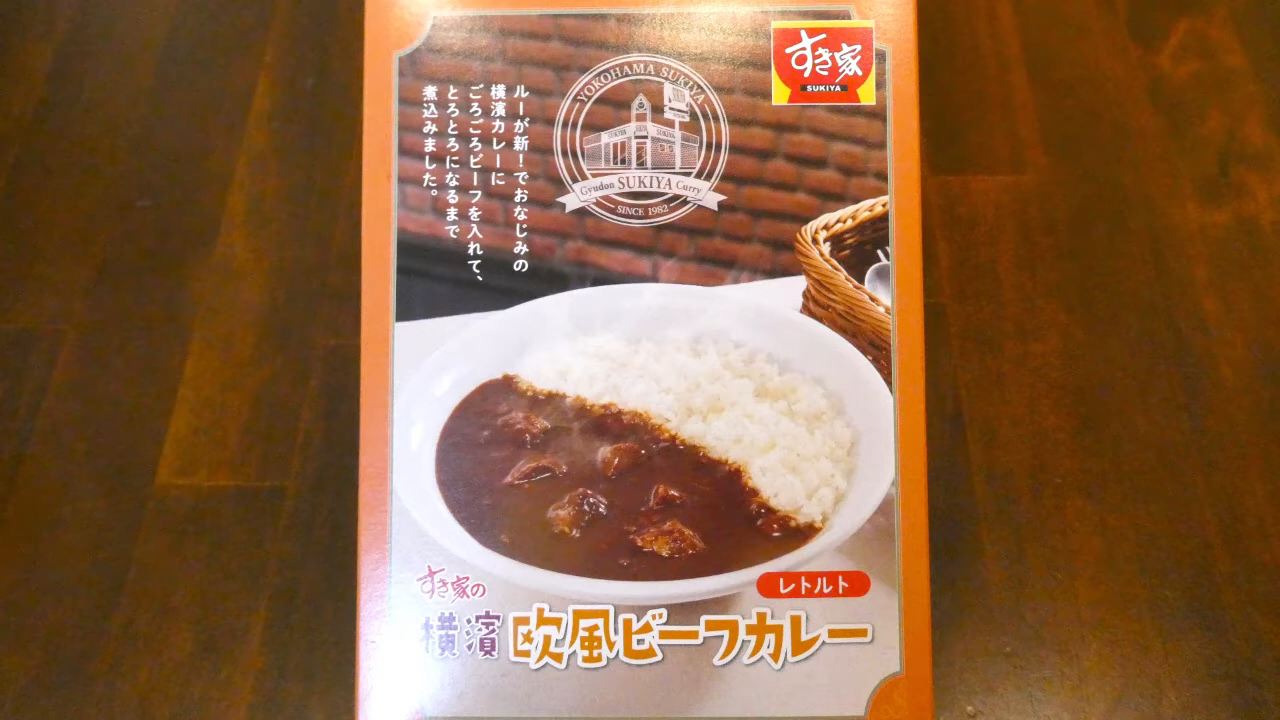 すき家
SUKIYA
YOKOHAMA SUKIYA
SUKIYA
SUKIYA
Gyudon SUKIYA Curry
SINCE 1982
ルーが新!でおなじみの
横濱カレーに
ごろごろビーフを入れて、
とろとろになるまで
煮込みました。
レトルト
すき家の
横濱 欧風ビーフカレー